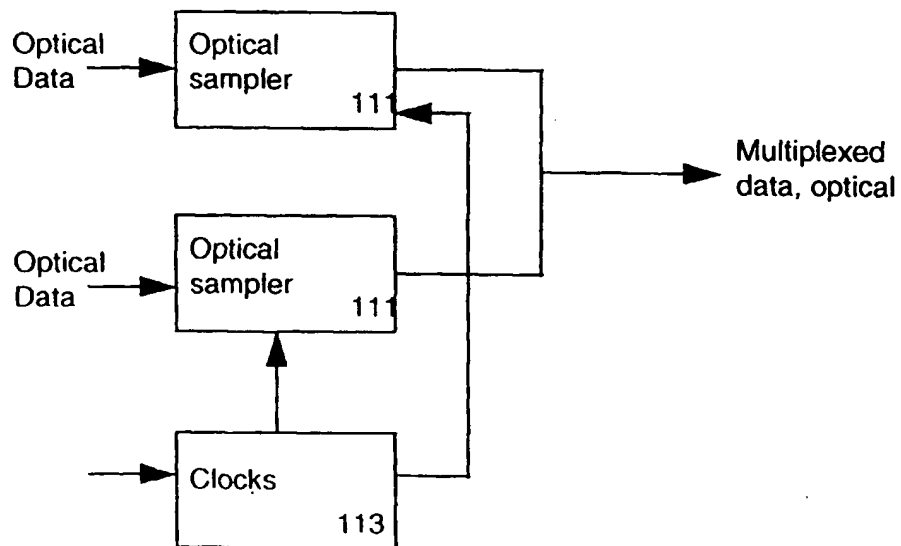 Optical
Data
Optical
sampler
111
Multiplexed
data, optical
Optical
Data
Optical
sampler
111
Clocks
113